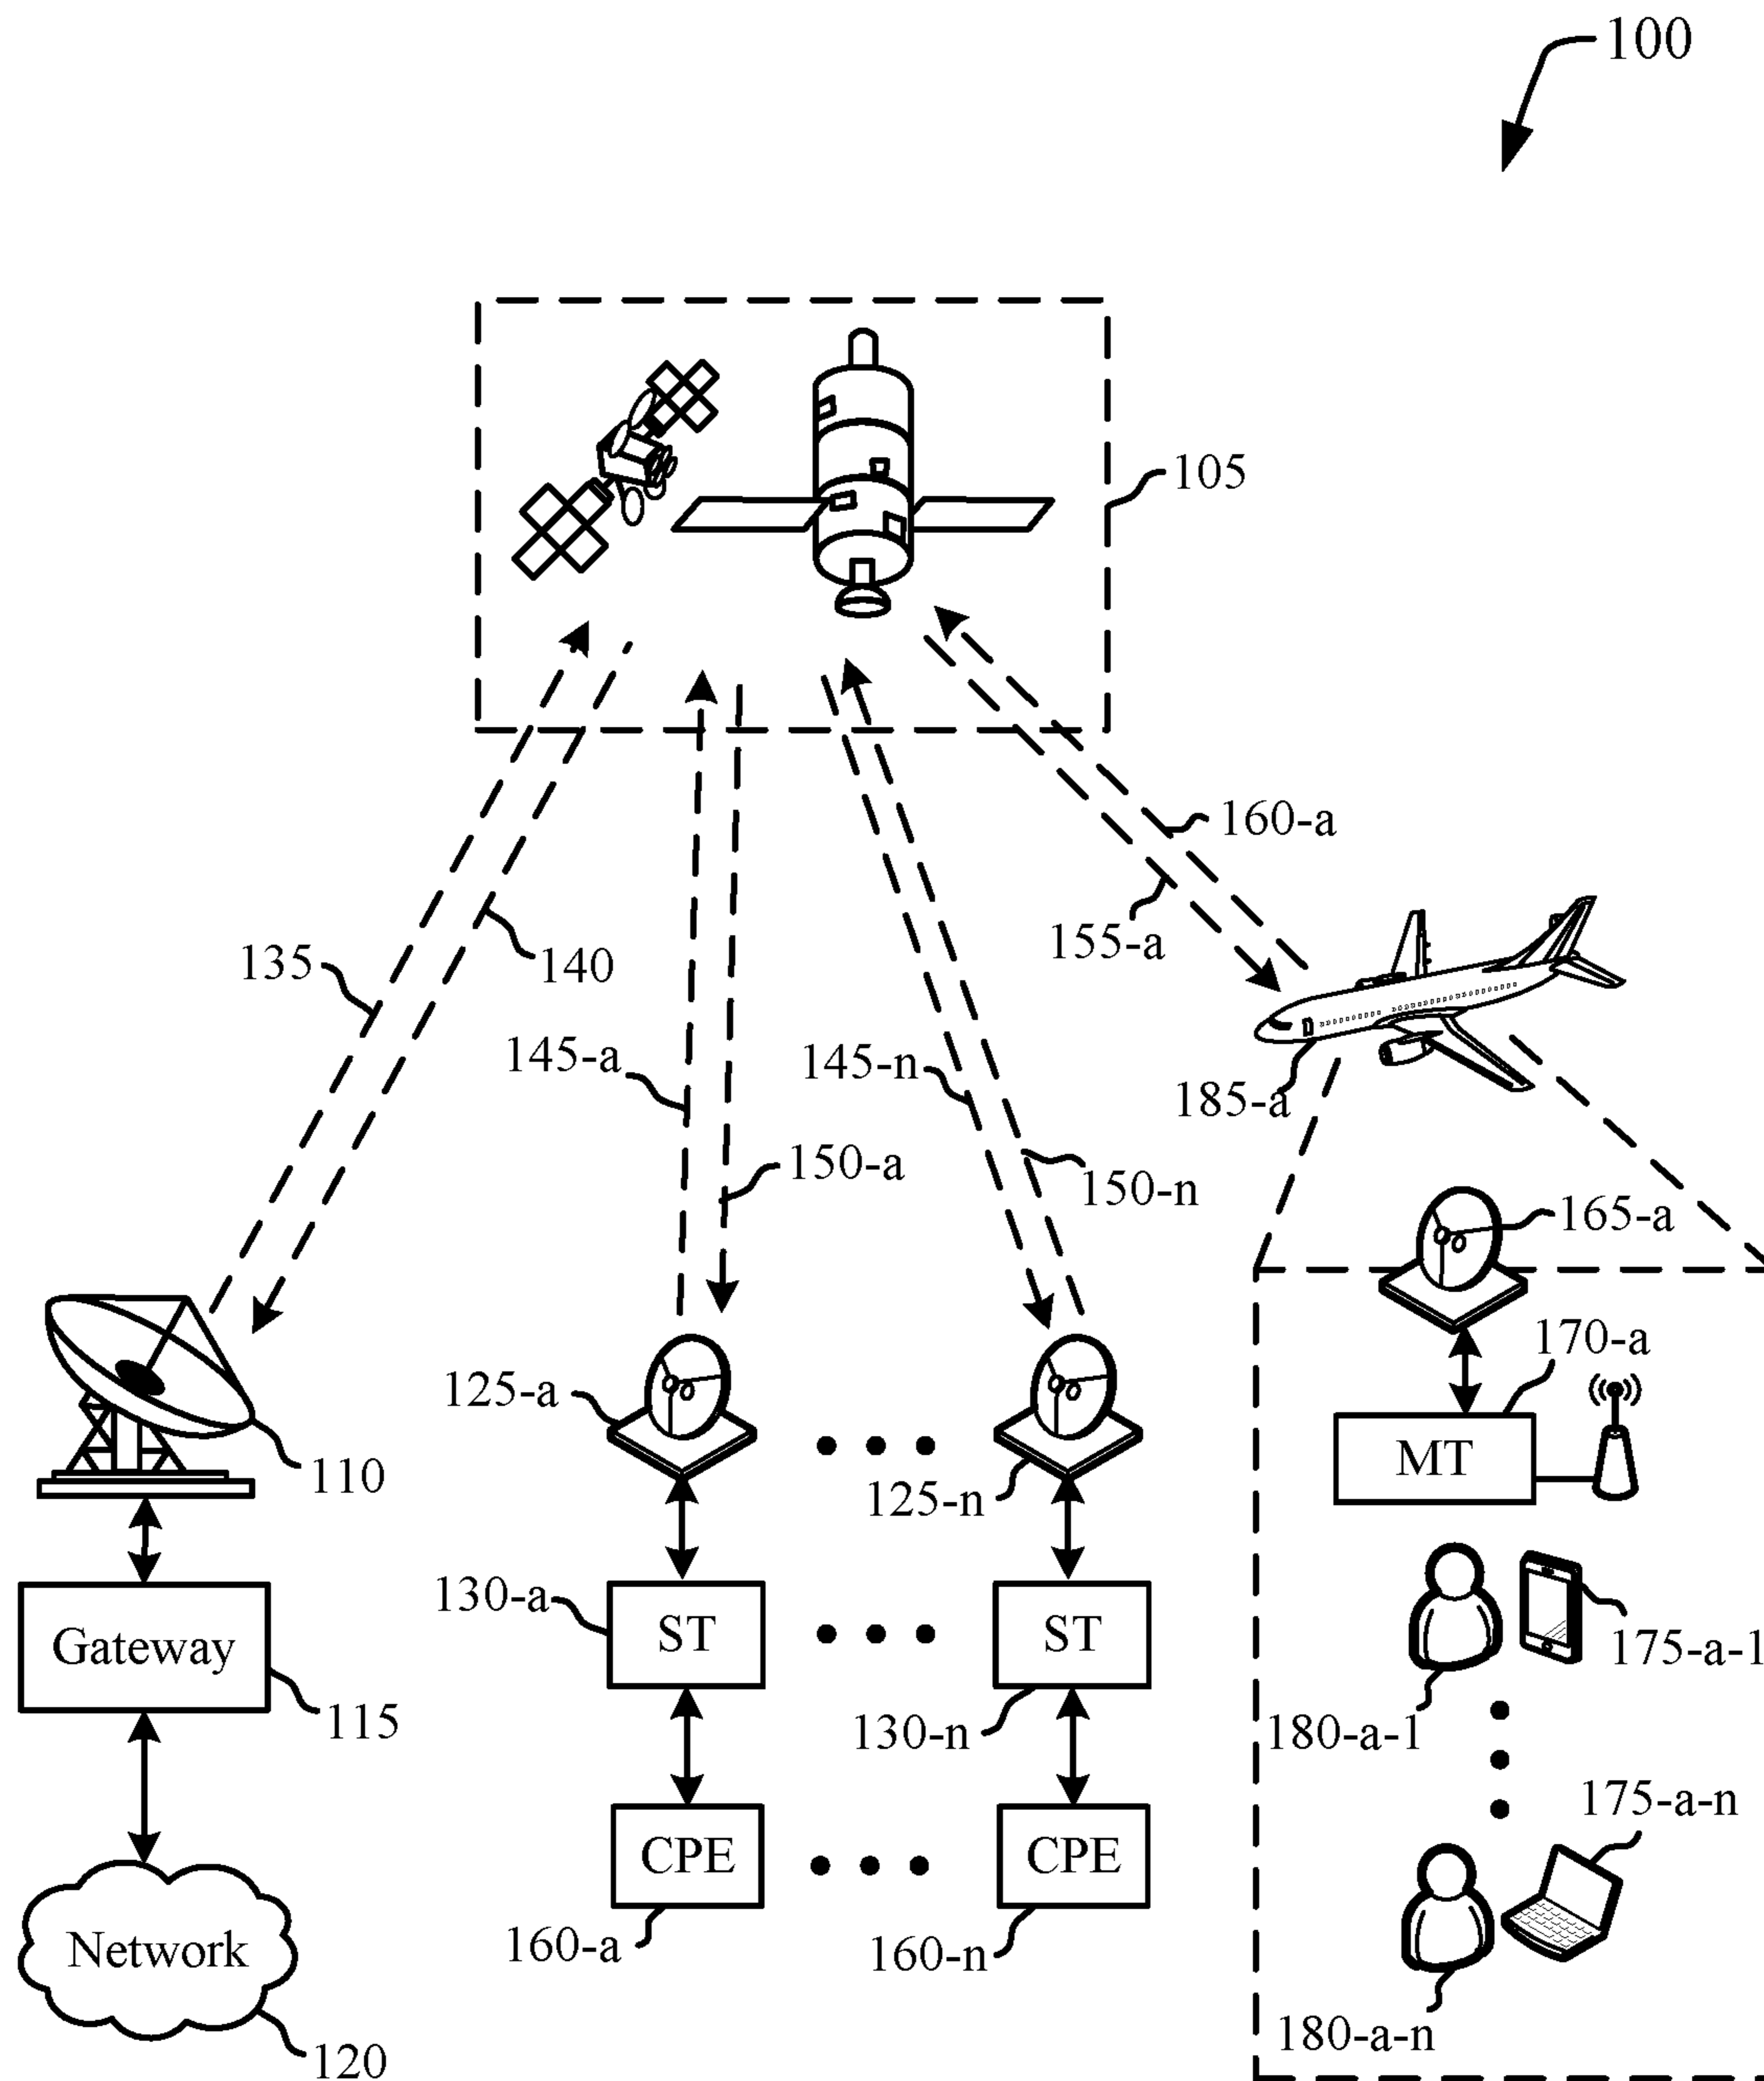 100
105
160-a
155-a
135
140
145-a
145-n
185-a
150-a
150-n
165-a
170-a
125-a
110
125-n
MT
130-a
ST
ST
Gateway
175-a-1
115
130-n
180-a-1
175-a-n
CPE
CPE
Network
160-a
160-n
180-a-n
120